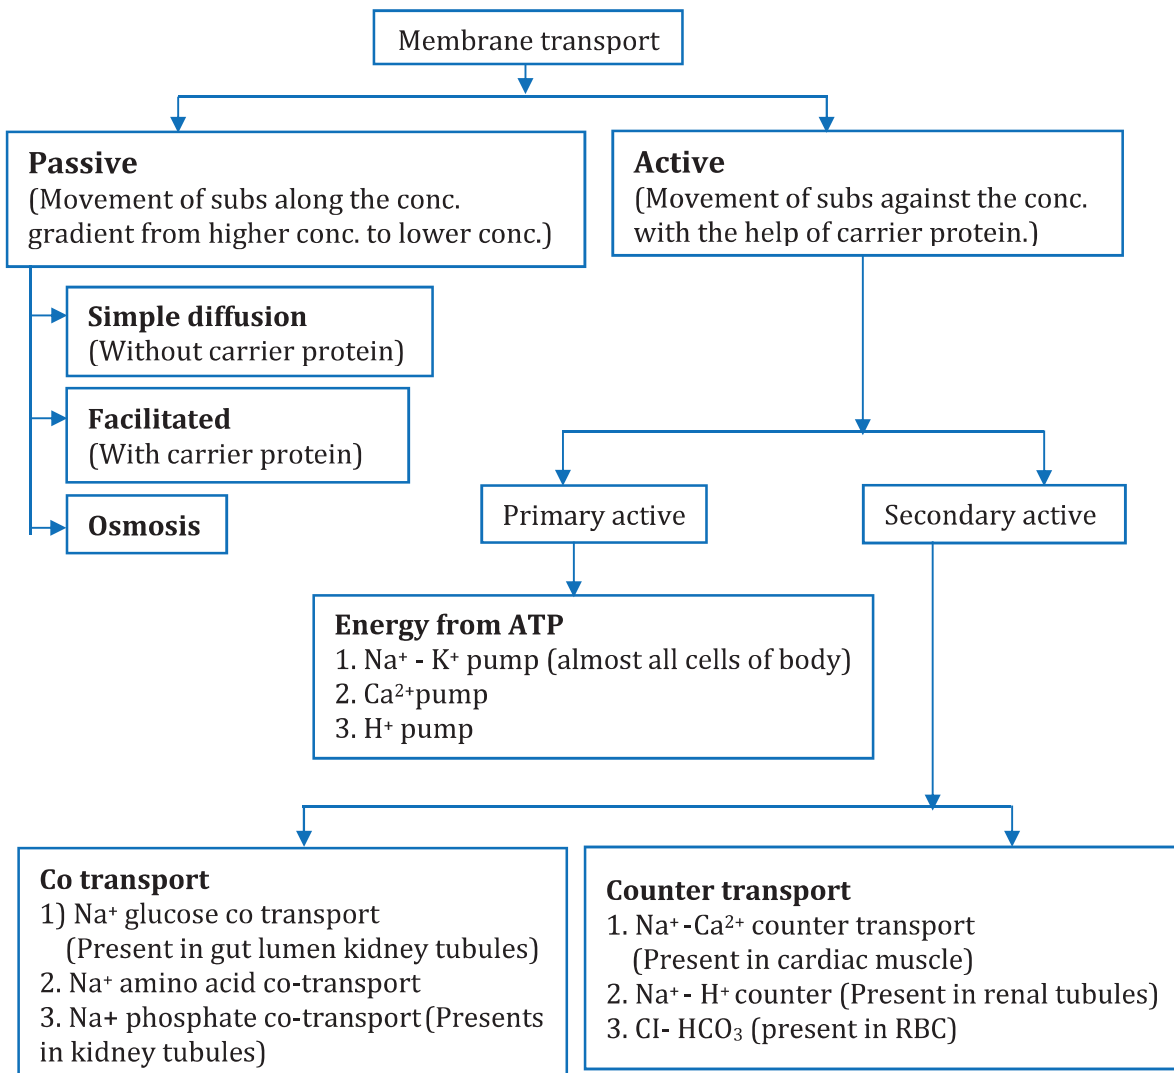 Membrane transport
Passive
(Movement of subs along the conc.
gradient from higher conc. to lower conc.)
Active
(Movement of subs against the conc.
with the help of carrier protein.)
Simple diffusion
(Without carrier protein)
Facilitated
(With carrier protein)
Osmosis
Primary active
Secondary active
Energy from ATP
1. Na⁺ - K⁺ pump (almost all cells of body)
2. Ca²⁺pump
3. H⁺ pump
Co transport
1) Na⁺ glucose co transport
(Present in gut lumen kidney tubules)
2. Na⁺ amino acid co-transport
3. Na+ phosphate co-transport(Presents
in kidney tubules)
Counter transport
1. Na⁺-Ca²⁺ counter transport
(Present in cardiac muscle)
2. Na⁺- H⁺ counter (Present in renal tubules)
3. CI- HCO₃ (present in RBC)